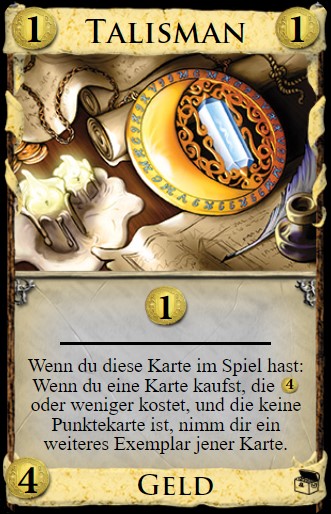 1 TALISMAN 1
1
Wenn du diese Karte im Spiel hast:
Wenn du eine Karte kaufst, die 4
oder weniger kostet, und die keine
Punktekarte ist, nimm dir ein
weiteres Exemplar jener Karte.
4 GELD